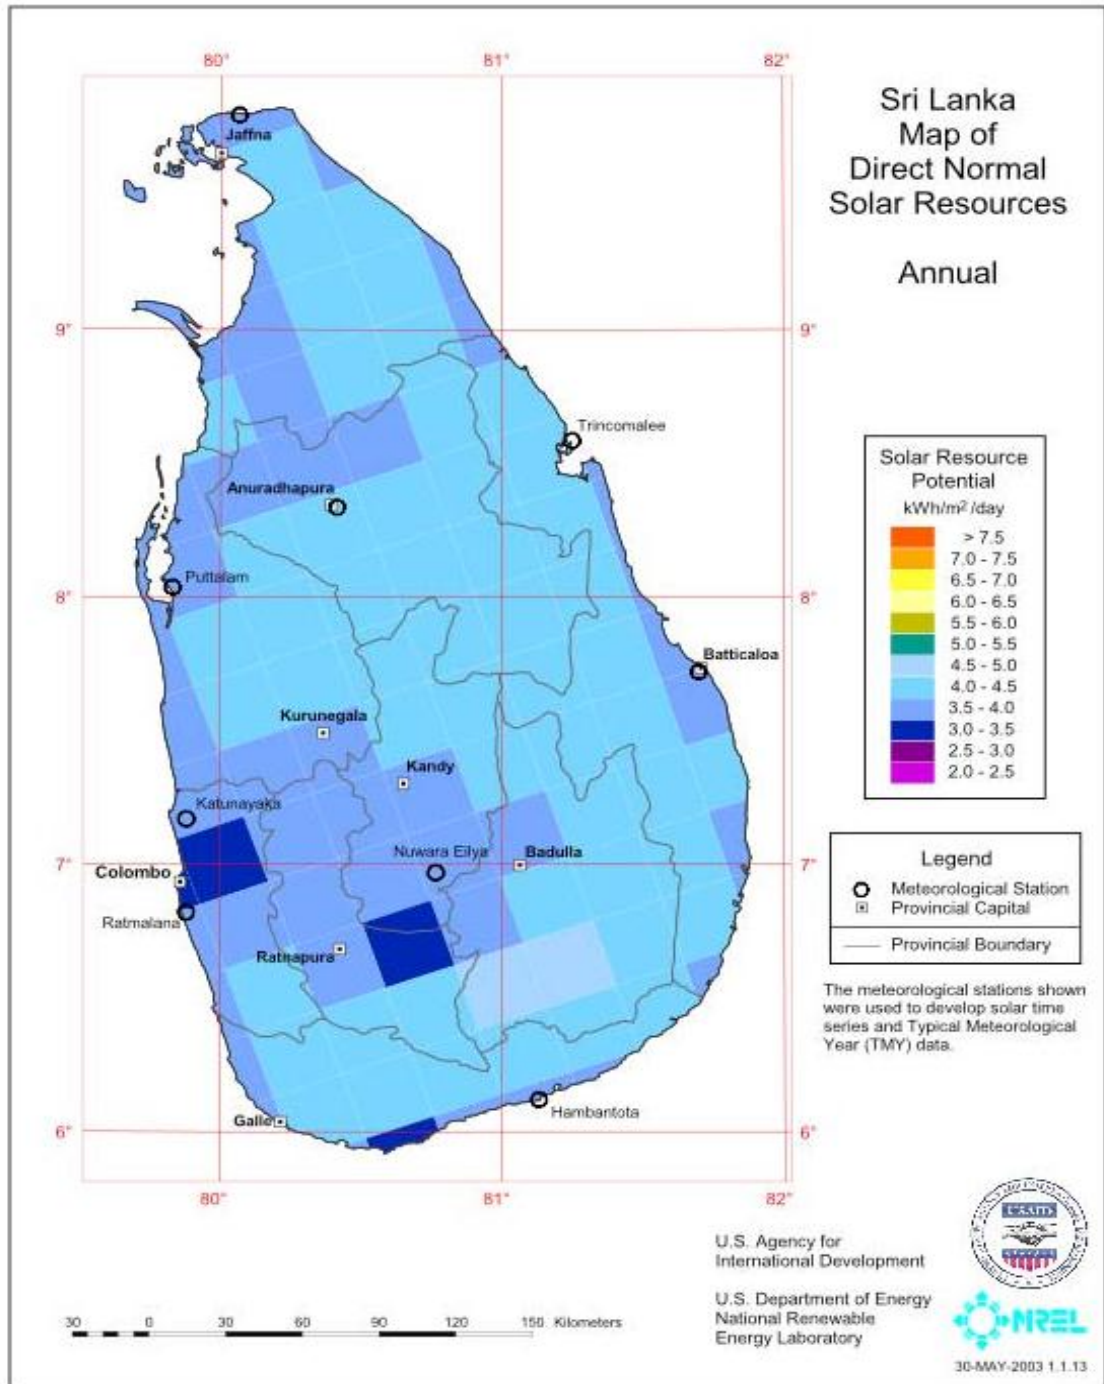 80°
81°
82°
Sri Lanka
Map of
Direct Normal
Solar Resources
Annual
Jaffna
9°
9°
Trincomalee
Anuradhapura
Puttalam
8°
8°
Batticaloa
Kurunegala
Kandy
Katunayaka
Nuwara Eilya
Badulla
7°
7°
Colombo
Ratmalana
Ratnapura
Hambantota
Galle
6°
6°
80°
81°
82°
Solar Resource
Potential
kWh/m² /day
> 7.5
7.0 - 7.5
6.5 - 7.0
6.0 - 6.5
5.5 - 6.0
5.0 - 5.5
4.5 - 5.0
4.0 - 4.5
3.5 - 4.0
3.0 - 3.5
2.5 - 3.0
2.0 - 2.5
Legend
Meteorological Station
Provincial Capital
Provincial Boundary
The meteorological stations shown
were used to develop solar time
series and Typical Meteorological
Year (TMY) data.
U.S. Agency for
International Development
USAID
U.S. Department of Energy
National Renewable
Energy Laboratory
NREL
30-MAY-2003 1.1.13
30 0 30 60 90 120 150 Kilometers